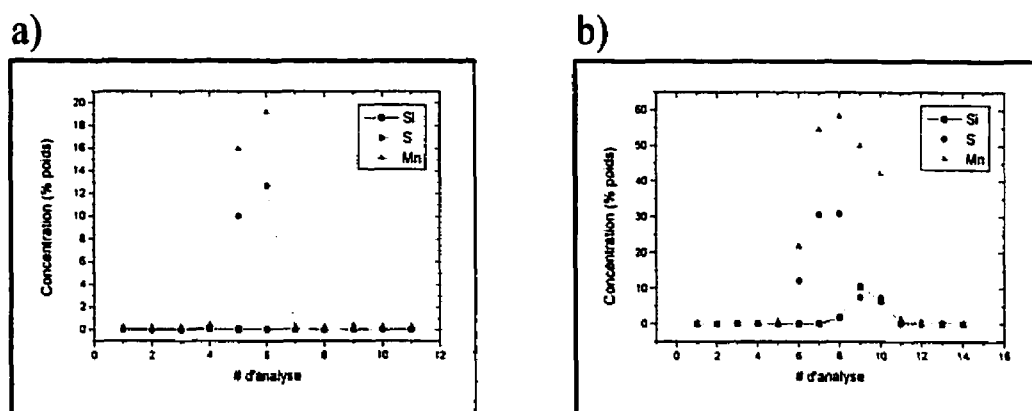 a)
b)
Concentration (% poids)
20
18
16
14
12
10
8
6
4
2
0
0 2 4 6 8 10 12
# d'analyse
Si
S
Mn
Concentration (% poids)
60
50
40
30
20
10
0
0 2 4 6 8 10 12 14 16
# d'analyse
Si
S
Mn